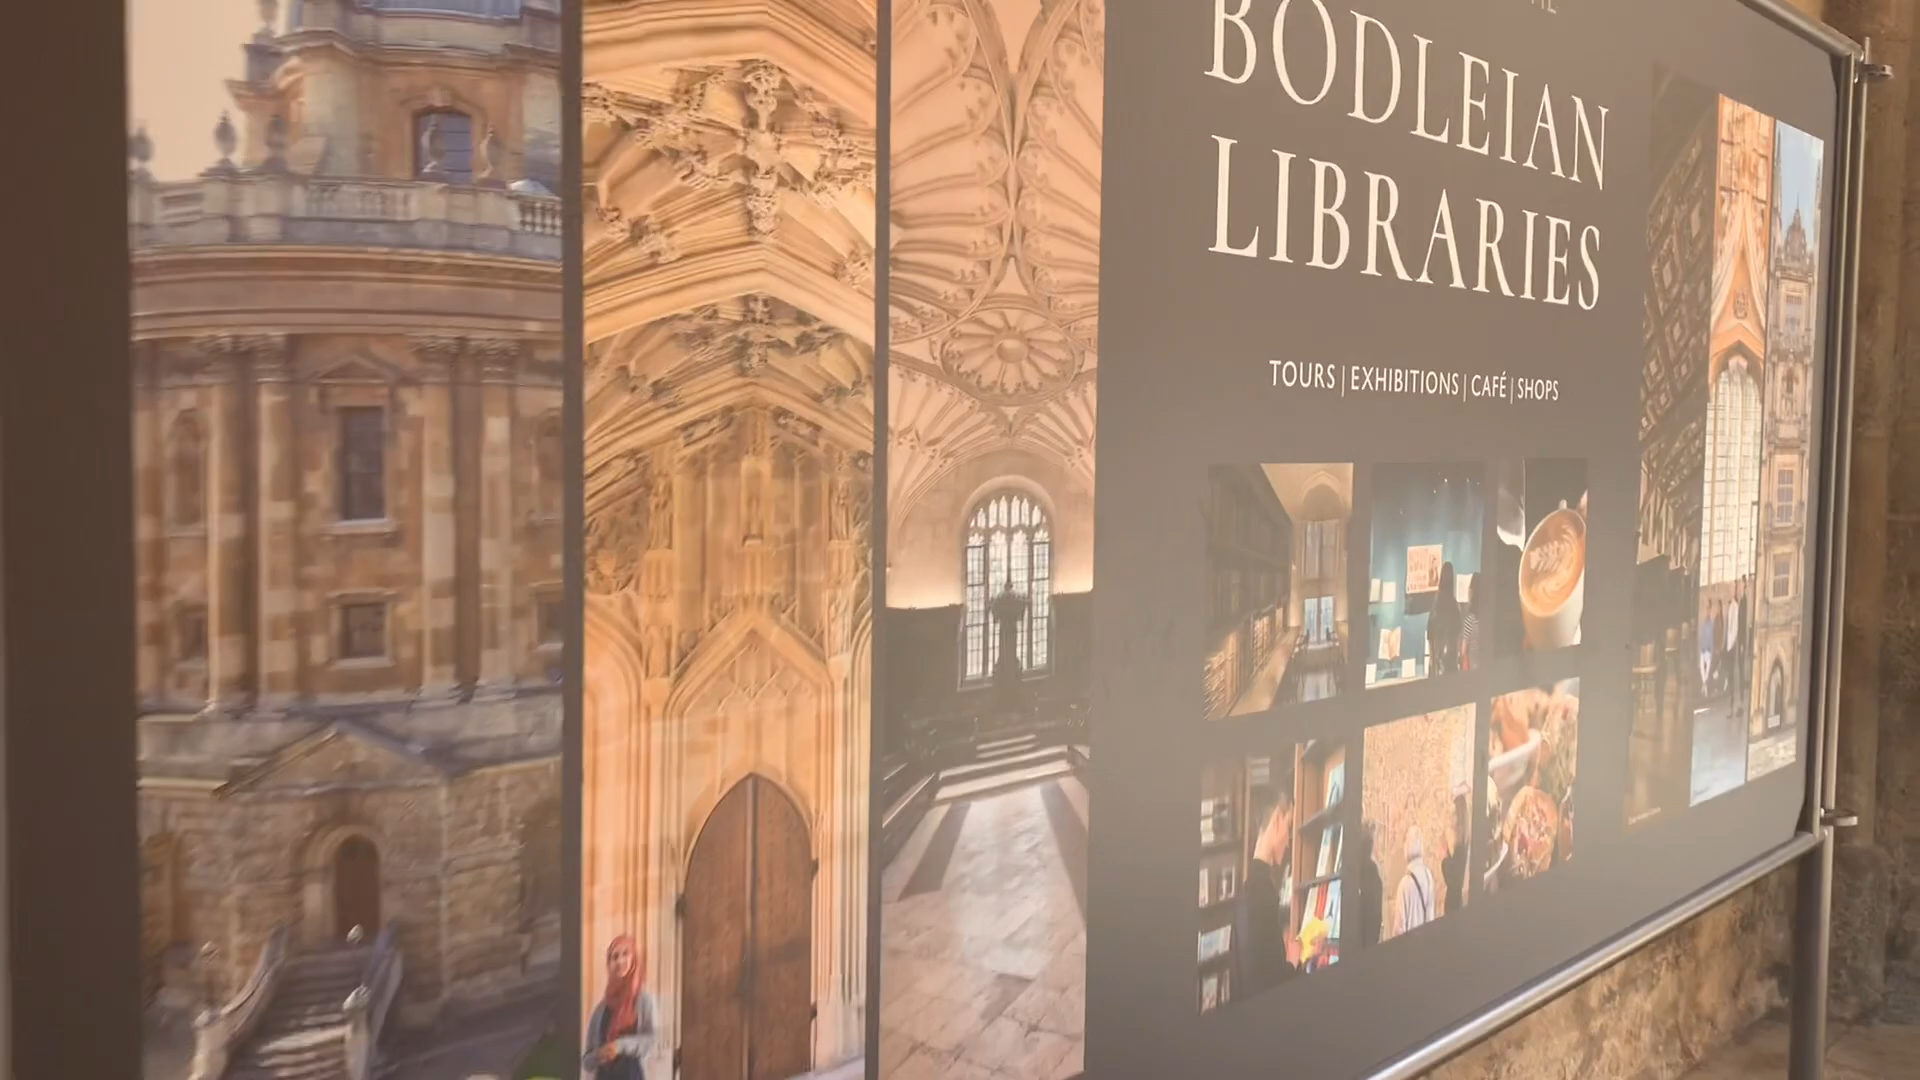 BODLEIAN
LIBRARIES
TOURS | EXHIBITIONS | CAFÉ | SHOPS